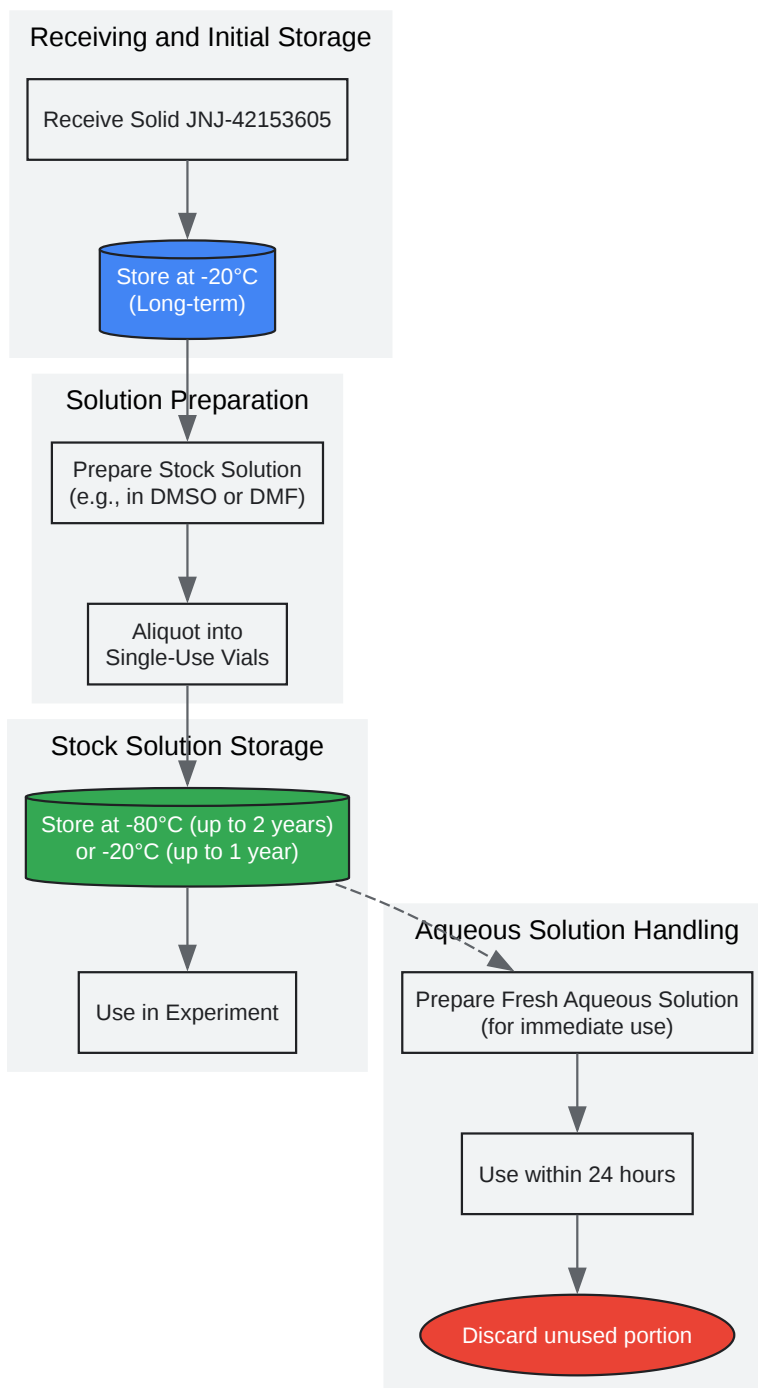 Receiving and Initial Storage
Receive Solid JNJ-42153605
Store at -20°C
(Long-term)
Solution Preparation
Prepare Stock Solution
(e.g., in DMSO or DMF)
Aliquot into
Single-Use Vials
Stock Solution Storage
Store at -80°C (up to 2 years)
or -20°C (up to 1 year)
Use in Experiment
Aqueous Solution Handling
Prepare Fresh Aqueous Solution
(for immediate use)
Use within 24 hours
Discard unused portion